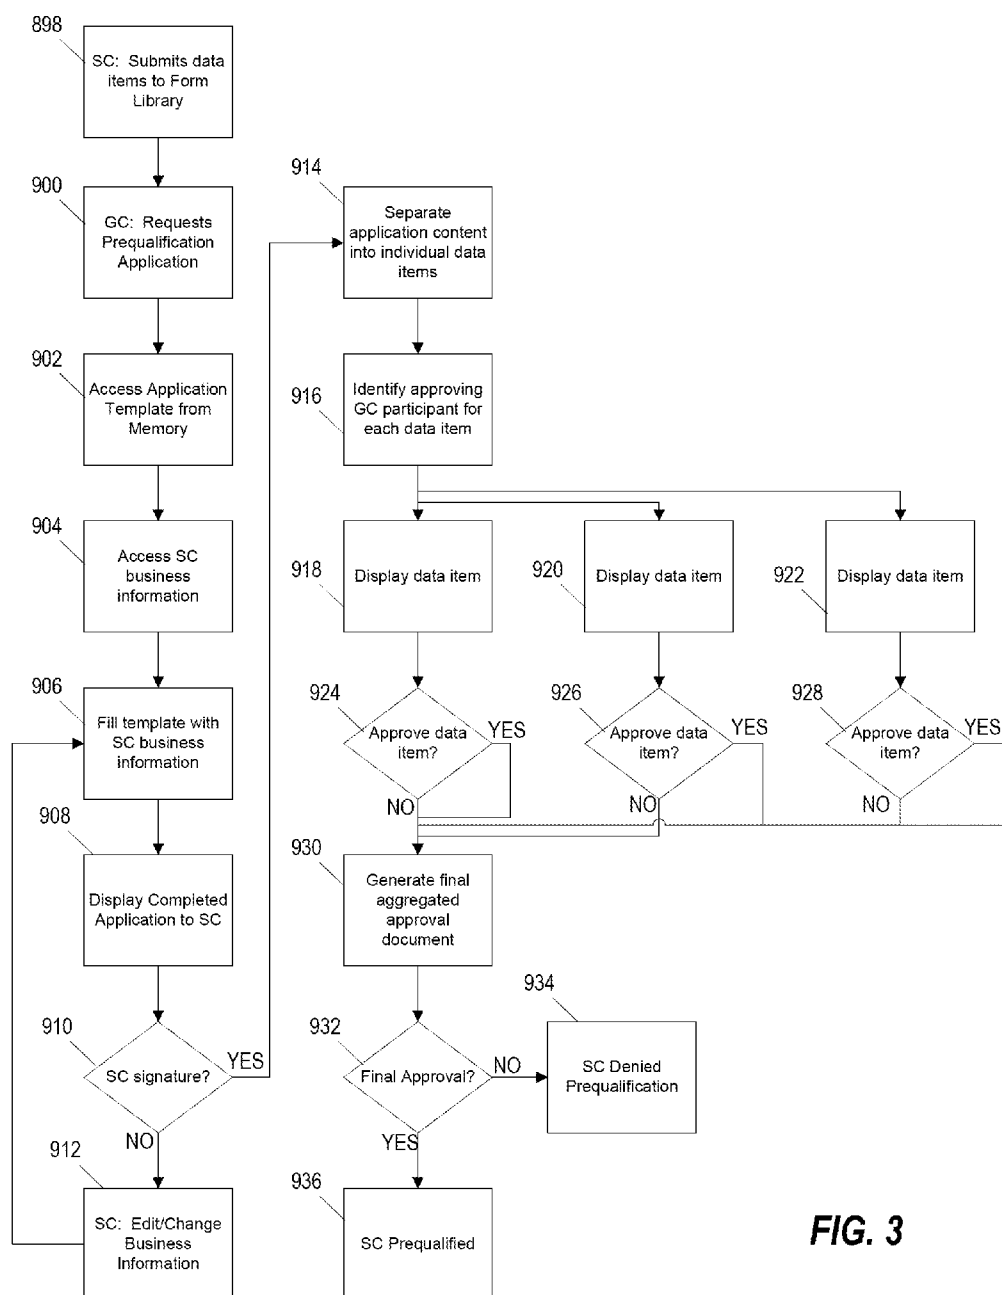 898
SC: Submits data
items to Form
Library
900
GC: Requests
Prequalification
Application
902
Access Application
Template from
Memory
904
Access SC
business
information
906
Fill template with
SC business
information
908
Display Completed
Application to SC
910
SC signature?
YES
NO
912
SC: Edit/Change
Business
Information
914
Separate
application content
into individual data
items
916
Identify approving
GC participant for
each data item
918
Display data item
920
Display data item
922
Display data item
924
Approve data
item?
YES
NO
926
Approve data
item?
YES
NO
928
Approve data
item?
YES
NO
930
Generate final
aggregated
approval
document
932
Final Approval?
NO
YES
934
SC Denied
Prequalification
936
SC Prequalified
FIG. 3